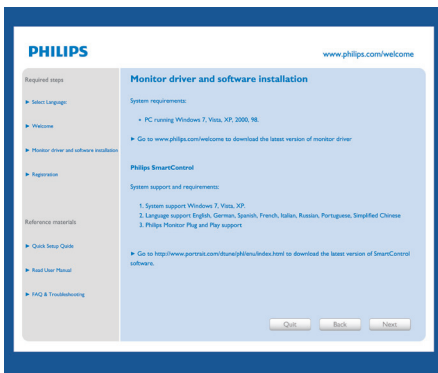 PHILIPS
www.philips.com/welcome
Required steps
Select Language:
Welcome
Monitor driver and software installation
Registration
Reference materials
Quick Setup Quide
Read User Manual
FAQ & Troubleshooting
Monitor driver and software installation
System requirements:
PC running Windows 7, Vista, XP, 2000, 98.
Go to www.philips.com/welcome to download the latest version of monitor driver
Philips SmartControl
System support and requirements:
1. System support Windows 7, Vista, XP.
2. Language support English, German, Spanish, French, Italian, Russian, Portuguese, Simplified Chinese
3. Philips Monitor Plug and Play support
Go to http://www.portrait.com/dtune/phl/enu/index.html to download the latest version of SmartControl
software.
Quit
Back
Next